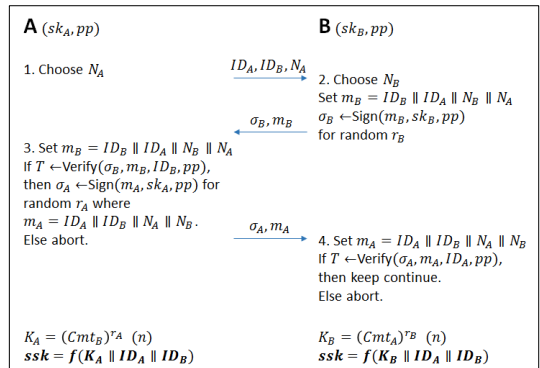 A (sk_A, pp)
B (sk_B, pp)
1. Choose N_A
ID_A, ID_B, N_A
2. Choose N_B
Set m_B = ID_B ∥ ID_A ∥ N_B ∥ N_A
σ_B ←Sign(m_B, sk_B, pp)
for random r_B
σ_B, m_B
3. Set m_B = ID_B ∥ ID_A ∥ N_B ∥ N_A
If T ←Verify(σ_B, m_B, ID_B, pp),
then σ_A ←Sign(m_A, sk_A, pp) for
random r_A where
m_A = ID_A ∥ ID_B ∥ N_A ∥ N_B.
Else abort.
σ_A, m_A
4. Set m_A = ID_A ∥ ID_B ∥ N_A ∥ N_B
If T ←Verify(σ_A, m_A, ID_A, pp),
then keep continue.
Else abort.
K_A = (Cmt_B)^{r_A} (n)
ssk = f(K_A ∥ ID_A ∥ ID_B)
K_B = (Cmt_A)^{r_B} (n)
ssk = f(K_B ∥ ID_A ∥ ID_B)